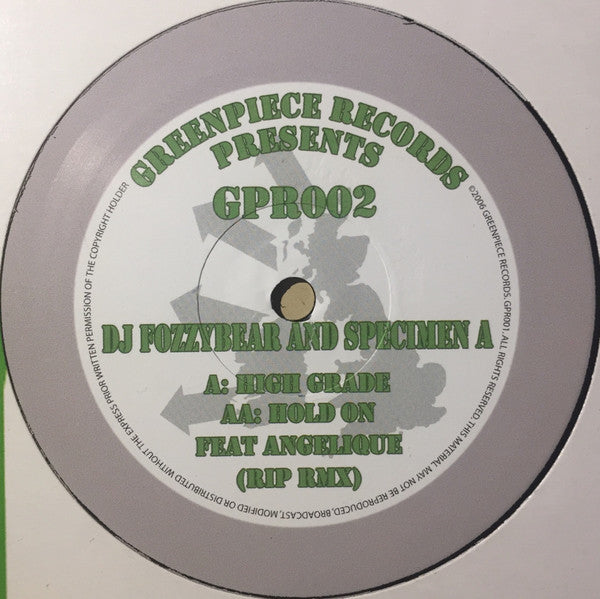 GREENPIECE RECORDS
PRESENTS
GPR002
DJ FOZZYBEAR AND SPECIMEN A
A: HIGH GRADE
AA: HOLD ON
FEAT ANGELIQUE
(RIP RMX)
©2006 GREENPIECE RECORDS. GPR001. ALL RIGHTS RESERVED. THIS MATERIAL MAY NOT BE REPRODUCED, BROADCAST, MODIFIED OR DISTRIBUTED WITHOUT THE EXPRESS PRIOR WRITTEN PERMISSION OF THE COPYRIGHT HOLDER